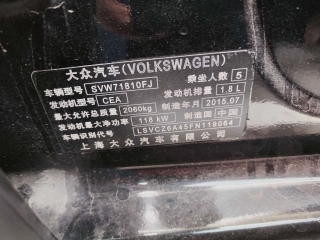 大众汽车(VOLKSWAGEN)
车辆型号 SVW71810FJ 乘坐人数 5
发动机型号 CEA 发动机排量 1.8 L
最大允许总质量 2060kg 制造年月 2015.07
发动机最大净功率 118 kW 制造国 中国
车辆识别代号 LSVCZ6A45FN119064
上海大众汽车有限公司